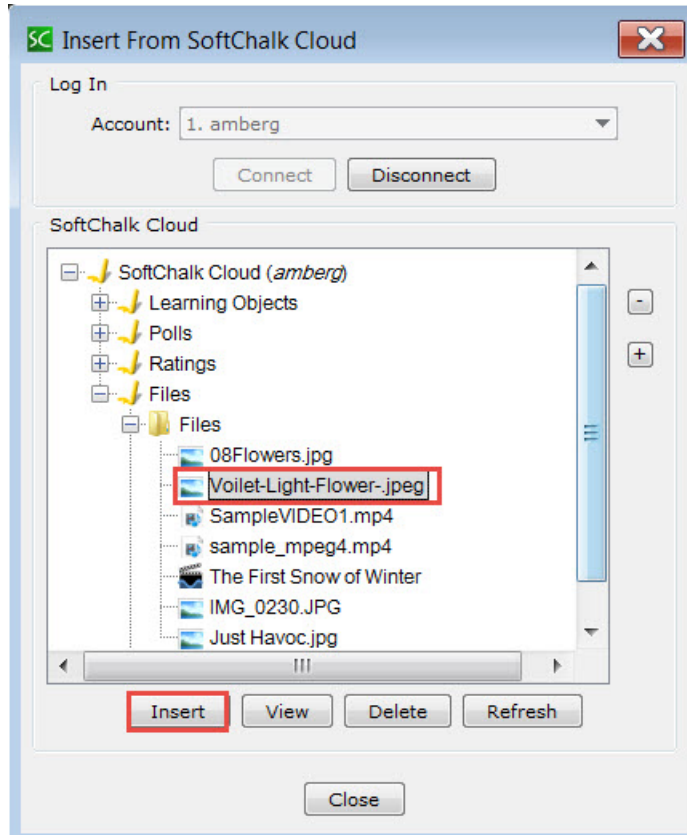 SC Insert From SoftChalk Cloud
Log In
Account: 1. amberg
Connect Disconnect
SoftChalk Cloud
SoftChalk Cloud (amberg)
Learning Objects
Polls
Ratings
Files
Files
08Flowers.jpg
Voilet-Light-Flower-.jpeg
SampleVIDEO1.mp4
sample_mpeg4.mp4
The First Snow of Winter
IMG_0230.JPG
Just Havoc.jpg
Insert View Delete Refresh
Close